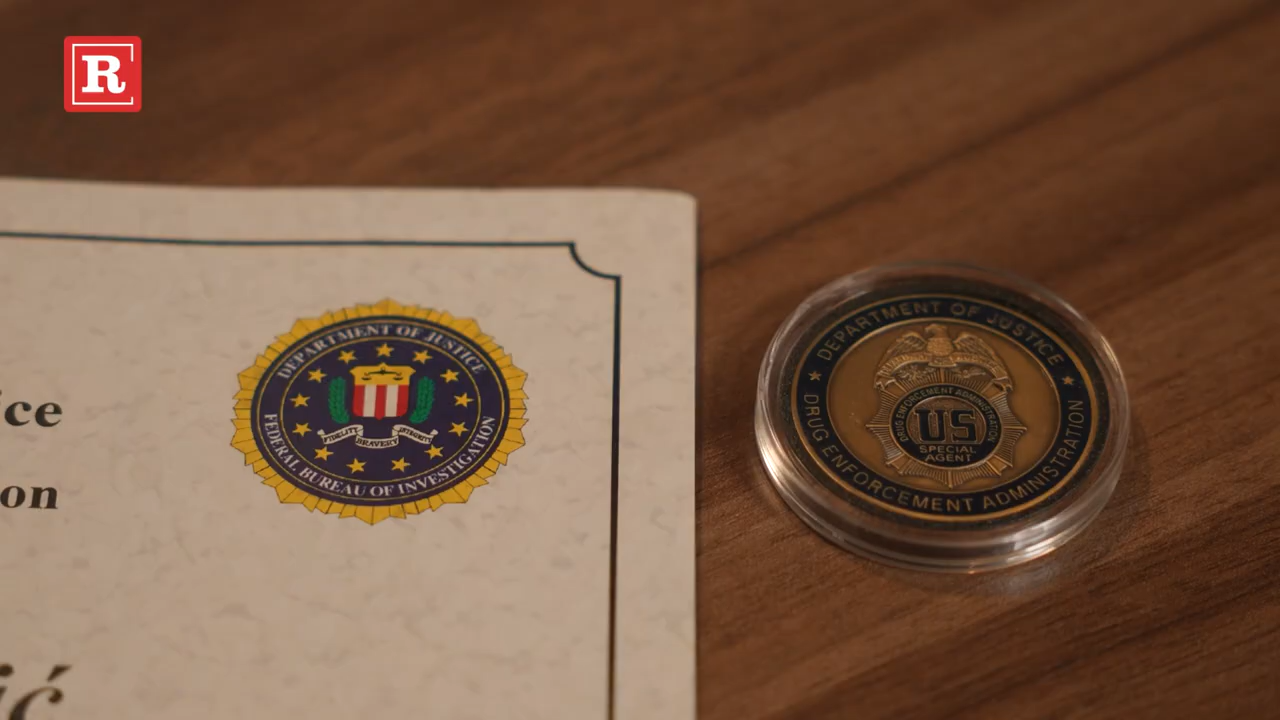 R
DEPARTMENT OF JUSTICE
FIDELITY
BRAVERY
INTEGRITY
FEDERAL BUREAU OF INVESTIGATION
ice
on
ić
DEPARTMENT OF JUSTICE
DRUG ENFORCEMENT ADMINISTRATION
US
SPECIAL
AGENT
DRUG ENFORCEMENT ADMINISTRATION